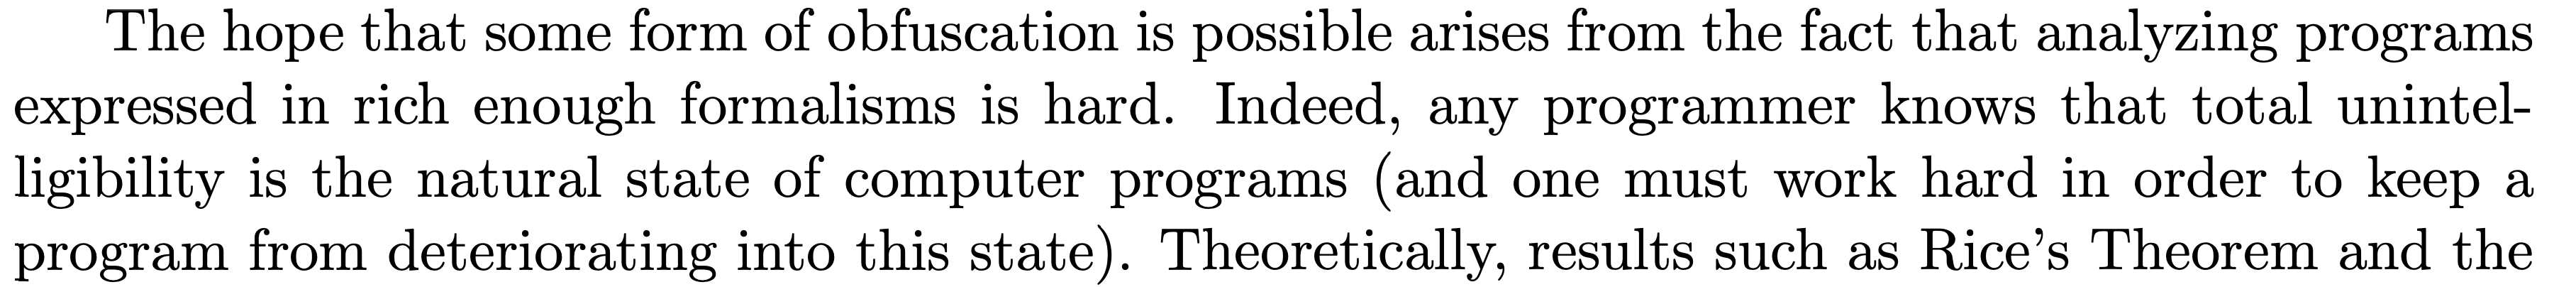 The hope that some form of obfuscation is possible arises from the fact that analyzing programs
expressed in rich enough formalisms is hard. Indeed, any programmer knows that total unintel-
ligibility is the natural state of computer programs (and one must work hard in order to keep a
program from deteriorating into this state). Theoretically, results such as Rice’s Theorem and the